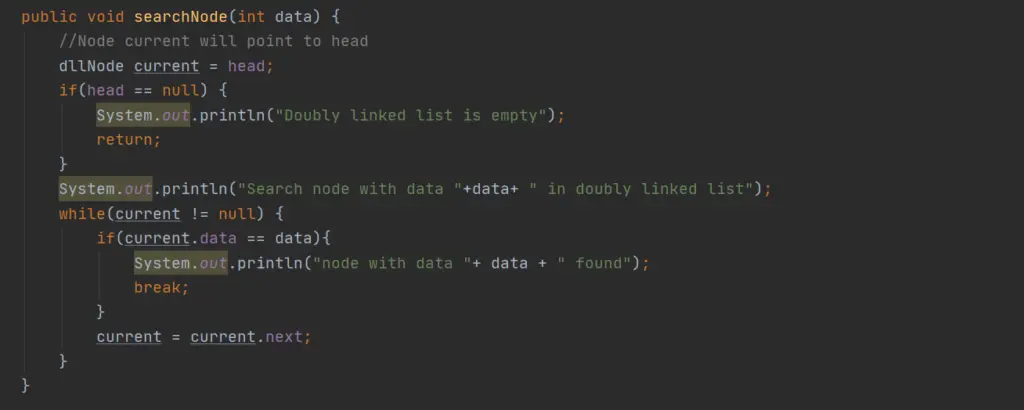 public void searchNode(int data) {
//Node current will point to head
dllNode current = head;
if(head == null) {
System.out.println("Doubly linked list is empty");
return;
}
System.out.println("Search node with data "+data+ " in doubly linked list");
while(current != null) {
if(current.data == data){
System.out.println("node with data "+ data + " found");
break;
}
current = current.next;
}
}